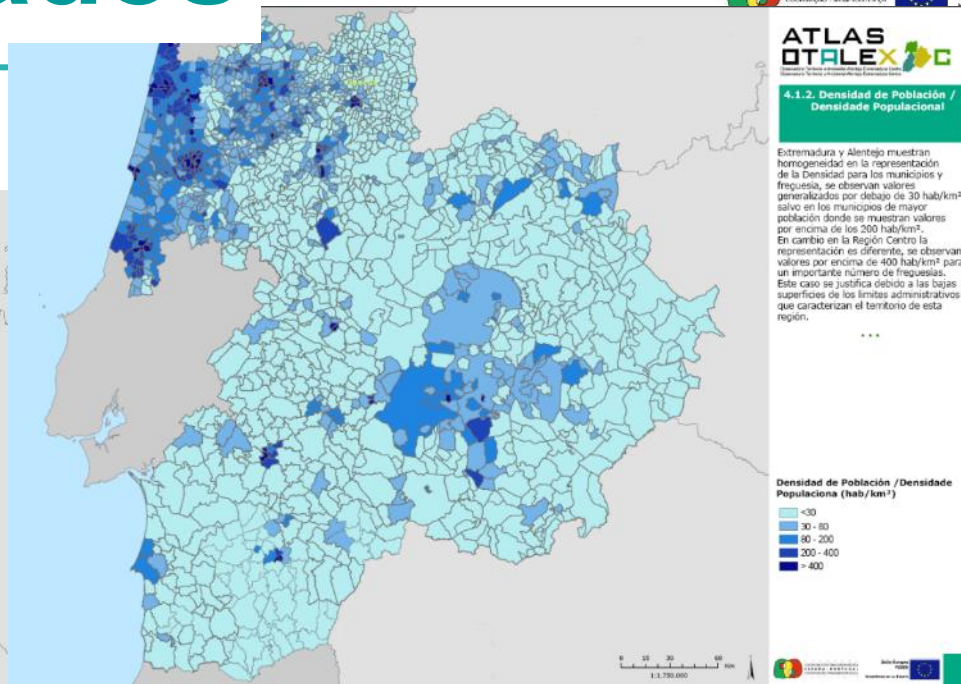 ATLAS
OTALEX C
4.1.2. Densidad de Población /
Densidade Populacional
Extremadura y Alentejo muestran
homogeneidad en la representación
de la Densidad para los municipios y
freguesia, se observan valores
generalizados por debajo de 30 hab/km²
salvo en los municipios de mayor
población donde se muestran valores
por encima de los 200 hab/km².
En cambio en la Región Centro la
representación es diferente, se observan
valores por encima de 400 hab/km² para
un importante número de freguesias.
Este caso se justifica debido a las bajas
superficies de los limites administrativos
que caracterizan el territorio de esta
región.
Densidad de Población /Densidade
Populaciona (hab/km²)
<30
30 - 80
80 - 200
200 - 400
> 400
0 15 30 60
Km
1:1.750.000